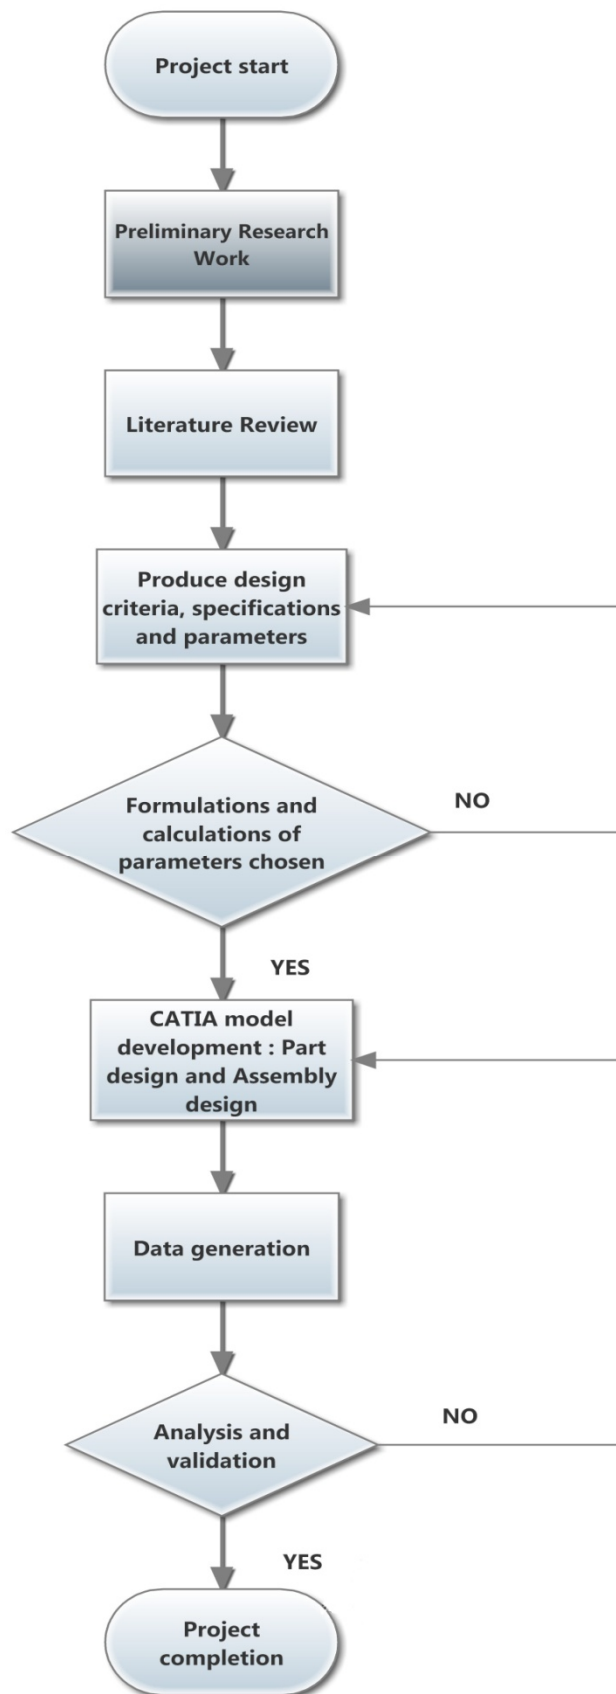 Project start
Preliminary Research
Work
Literature Review
Produce design
criteria, specifications
and parameters
Formulations and
calculations of
parameters chosen
NO
YES
CATIA model
development : Part
design and Assembly
design
Data generation
Analysis and
validation
NO
YES
Project
completion